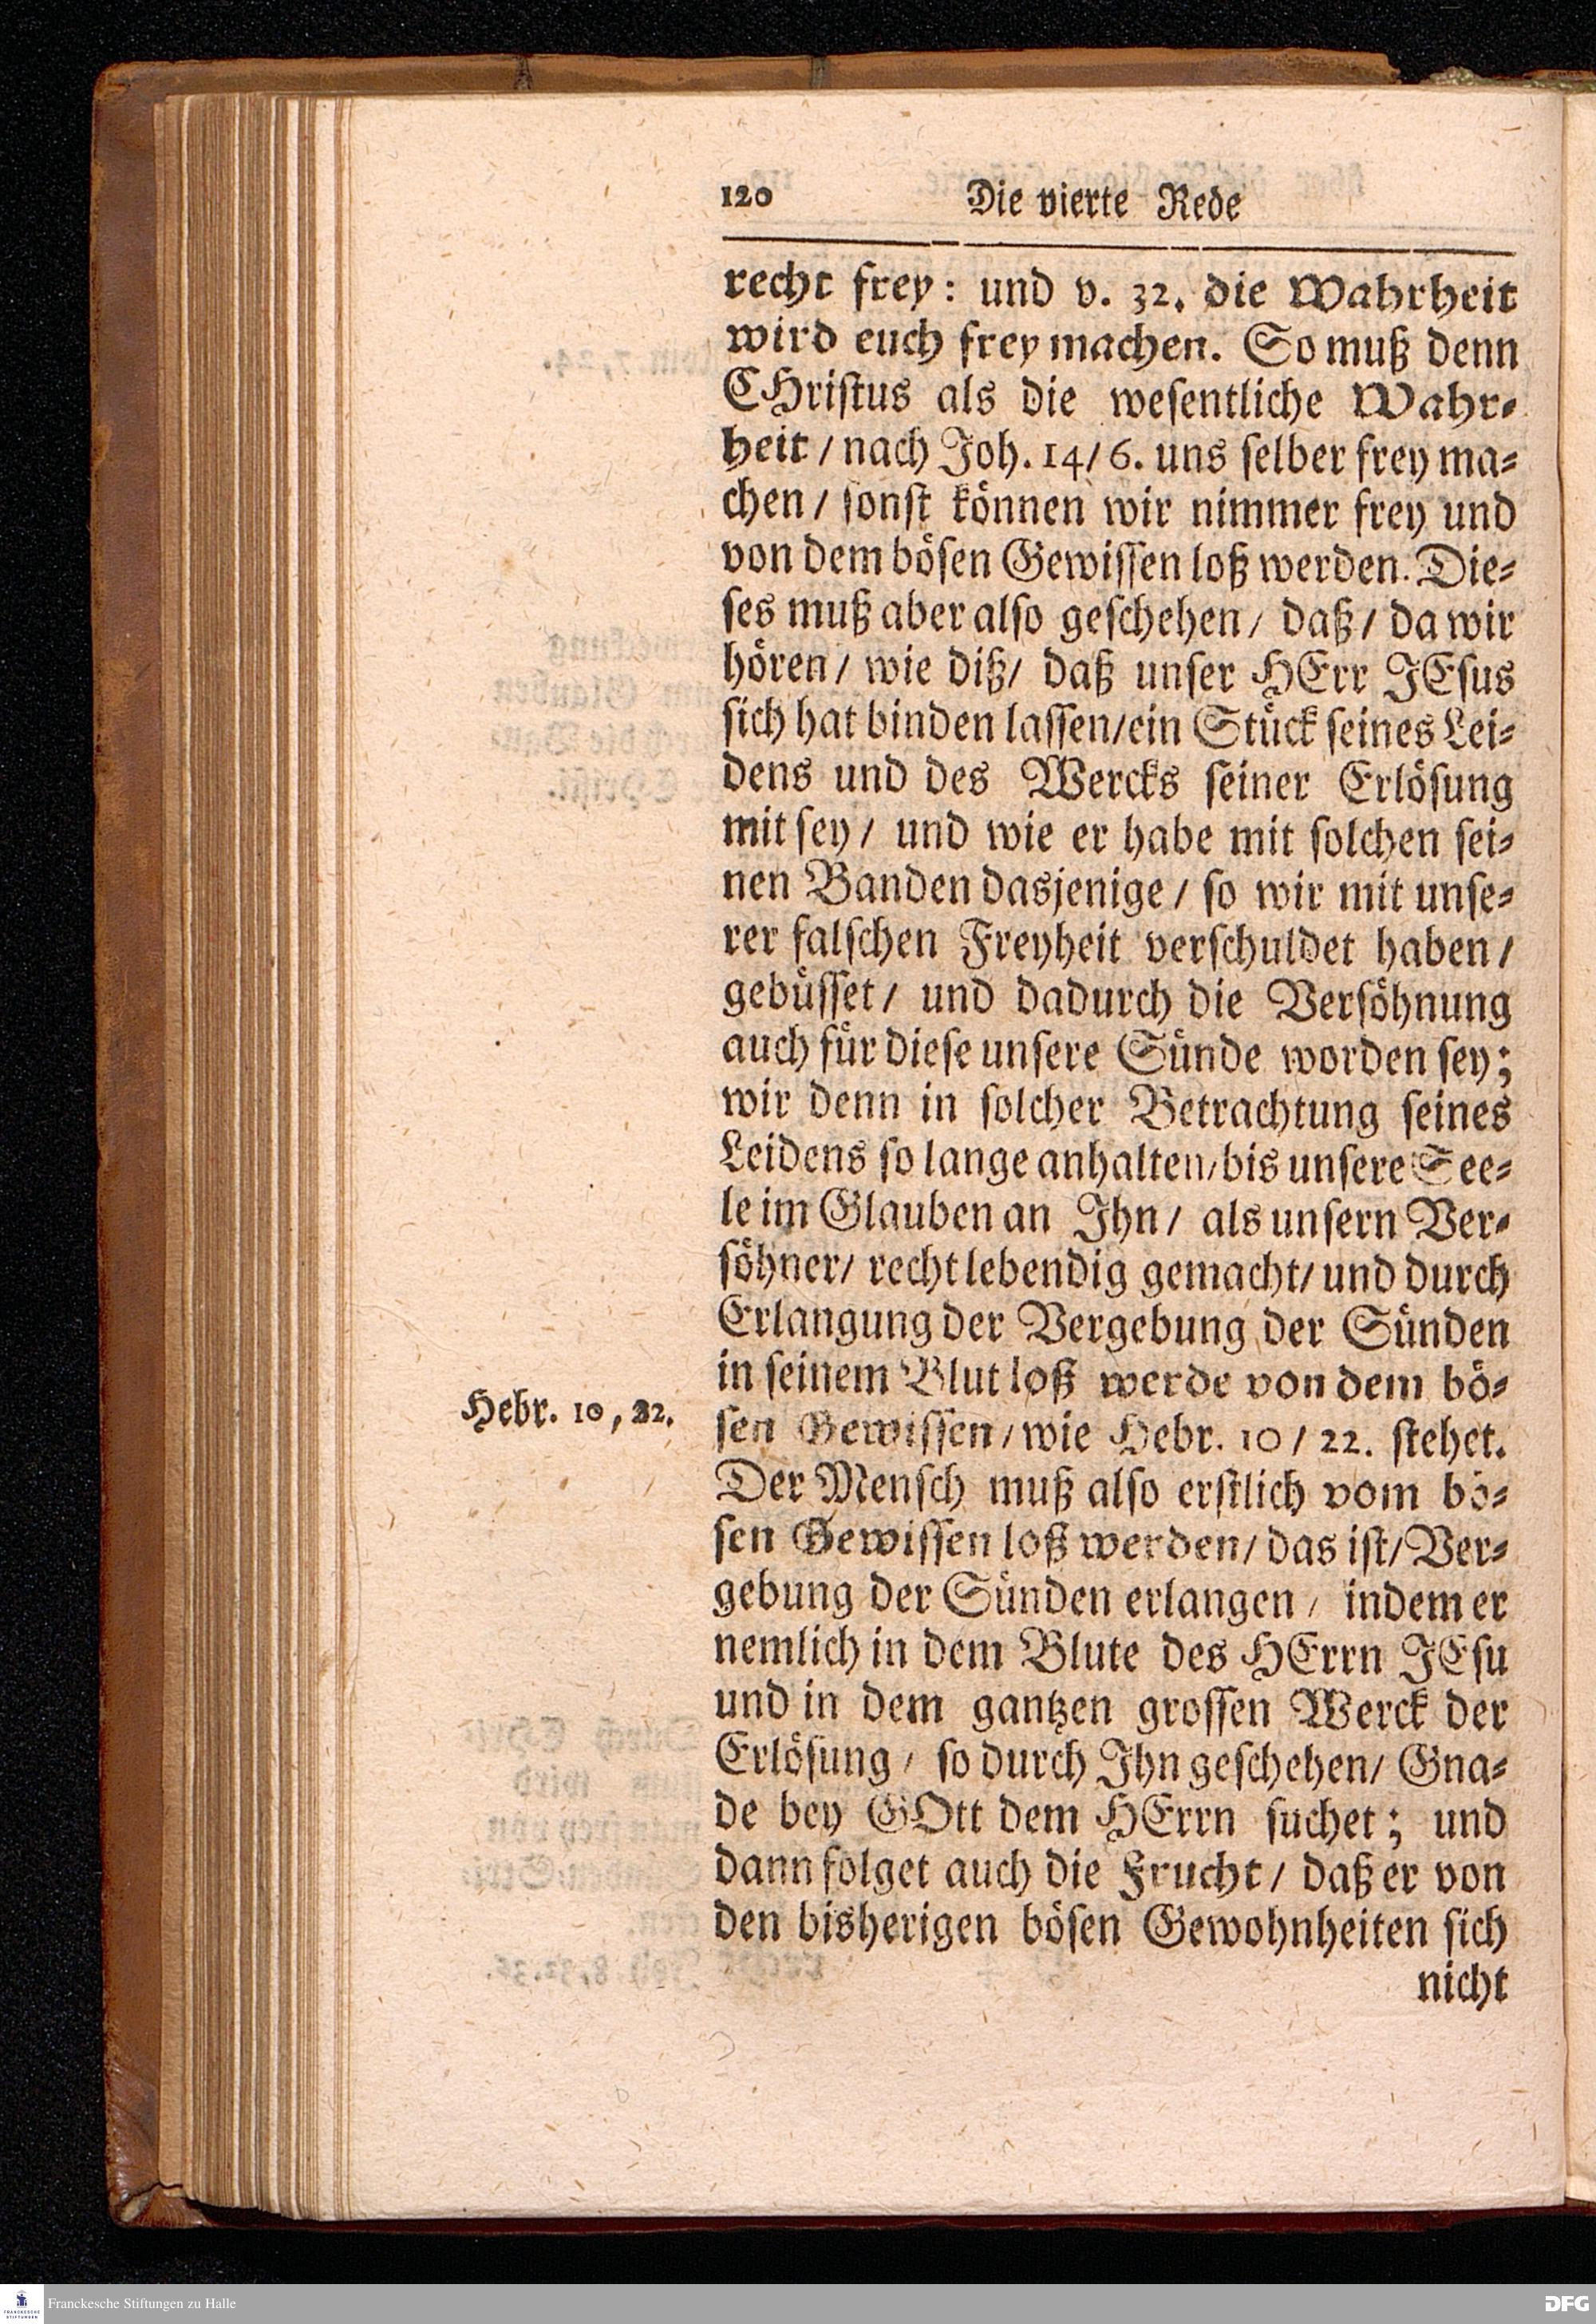 120 Die vierte Rede
recht frey: und v. 32. die Wahrheit
wird euch frey machen. So muß denn
CHriſtus als die weſentliche Wahr⸗
heit / nach Joh. 14/ 6. uns ſelber frey ma⸗
chen / ſonſt können wir nimmer frey und
von dem böſen Gewiſſen loß werden. Die⸗
ſes muß aber alſo geſchehen / daß / da wir
hören / wie diß / daß unſer HErr JEſus
ſich hat binden laſſen / ein Stück ſeines Lei⸗
dens und des Wercks ſeiner Erlöſung
mit ſey / und wie er habe mit ſolchen ſei⸗
nen Banden dasjenige / ſo wir mit unſe⸗
rer falſchen Freyheit verſchuldet haben /
gebüſſet / und dadurch die Verſöhnung
auch für dieſe unſere Sünde worden ſey;
wir denn in ſolcher Betrachtung ſeines
Leidens ſo lange anhalten / bis unſere See⸗
le im Glauben an Ihn / als unſern Ver⸗
ſöhner / recht lebendig gemacht / und durch
Erlangung der Vergebung der Sünden
in ſeinem Blut loß werde von dem bö⸗
Hebr. 10, 22.
ſen Gewiſſen / wie Hebr. 10 / 22. ſtehet.
Der Menſch muß alſo erſtlich vom bö⸗
ſen Gewiſſen loß werden / das iſt / Ver⸗
gebung der Sünden erlangen / indem er
nemlich in dem Blute des HErrn JEſu
und in dem gantzen groſſen Werck der
Erlöſung / ſo durch Ihn geſchehen / Gna⸗
de bey GOtt dem HErrn ſuchet; und
dann folget auch die Frucht / daß er von
den bisherigen böſen Gewohnheiten ſich
nicht
FRANCKESCHE
STIFTUNGEN
Franckesche Stiftungen zu Halle
DFG